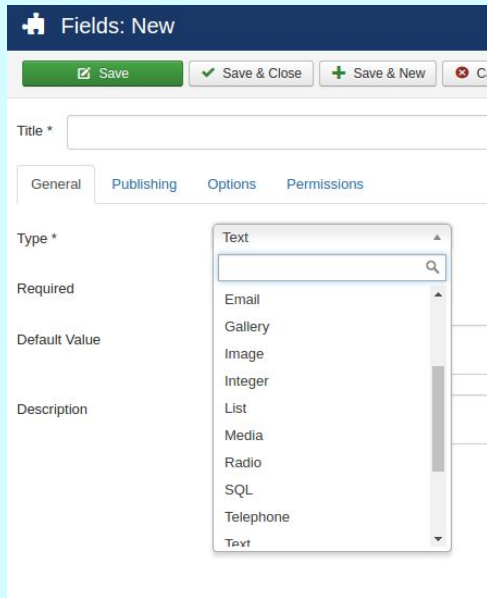 Fields: New
Save
Save & Close
Save & New
Title *
General
Publishing
Options
Permissions
Type *
Text
Required
Default Value
Description
Email
Gallery
Image
Integer
List
Media
Radio
SQL
Telephone
Text